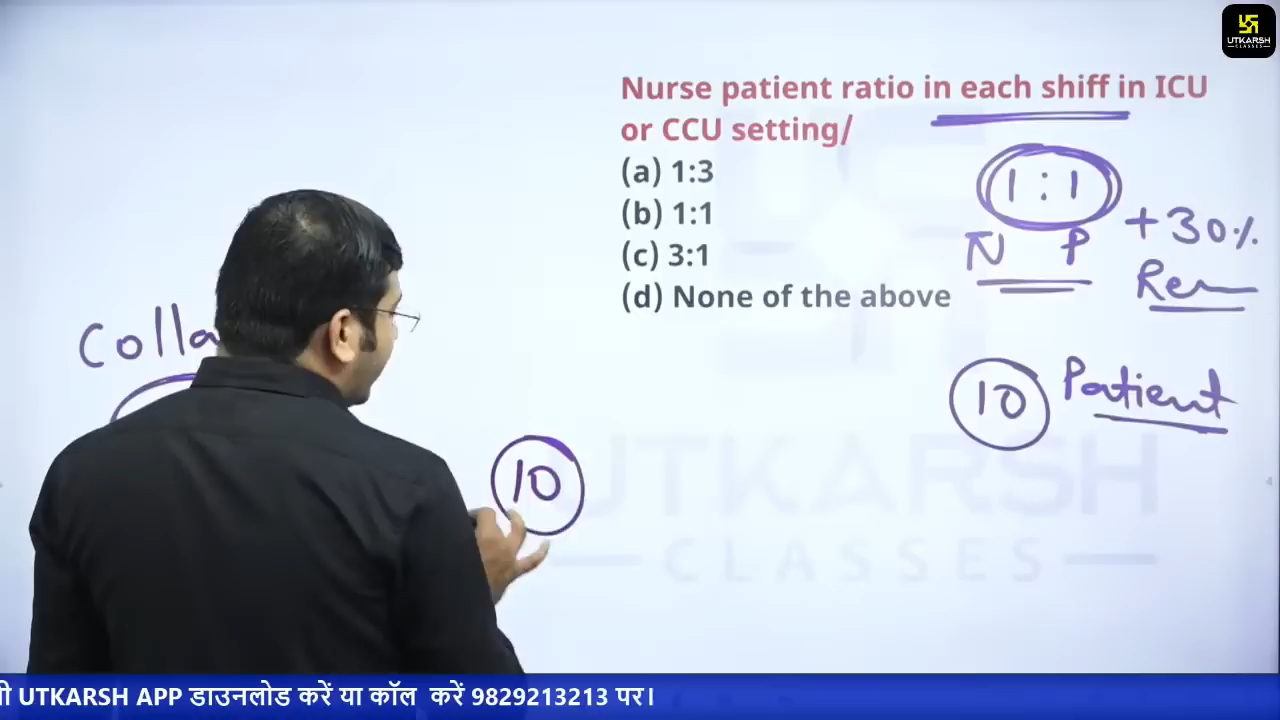 UTKARSH
CLASSES
Nurse patient ratio in each shiff in ICU
or CCU setting/
(a) 1:3
(b) 1:1
(c) 3:1
(d) None of the above
1 : 1
N P
+30%
10 Patient
Colla
10
UTKARSH
CLASSES
UTKARSH APP डाउनलोड करें या कॉल करें 9829213213 पर।